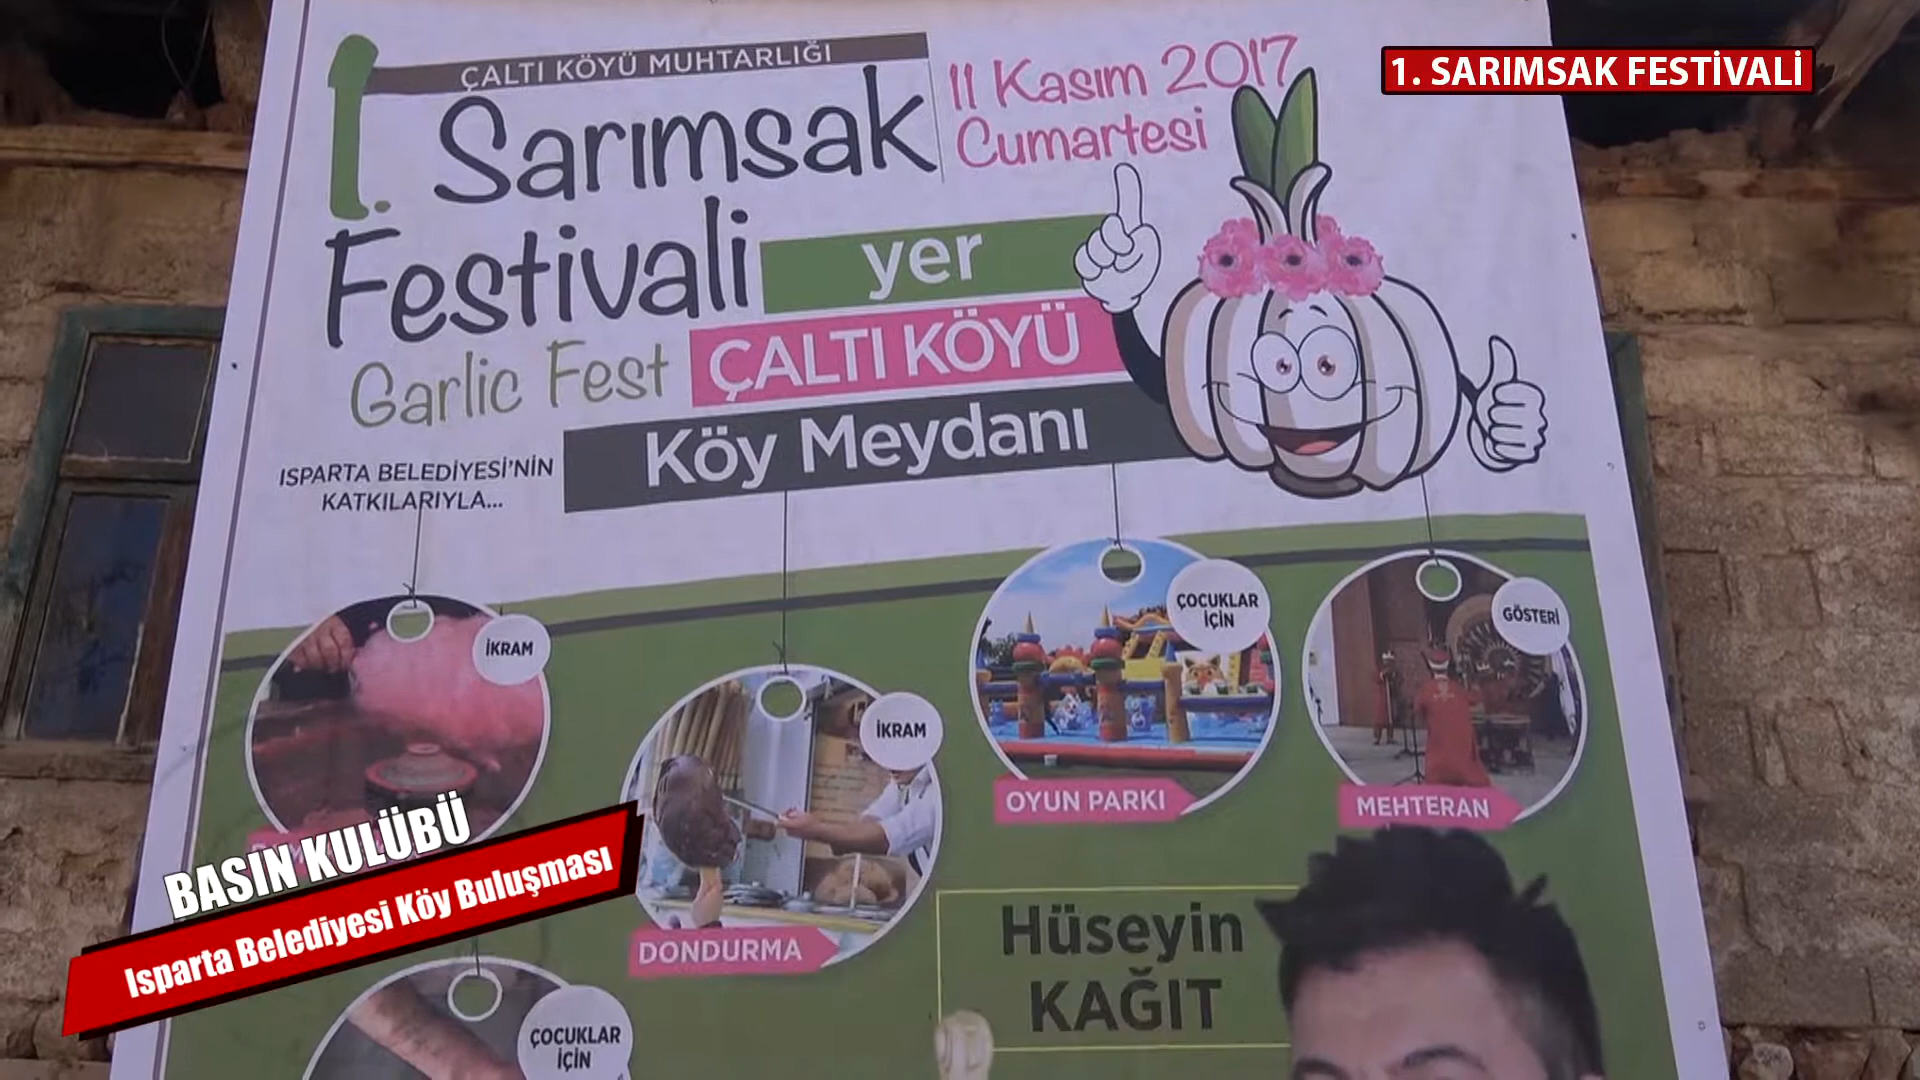 1. SARIMSAK FESTİVALİ
ÇALTI KÖYÜ MUHTARLIĞI
1. Sarımsak
Festivali
Garlic Fest
11 Kasım 2017
Cumartesi
yer
ÇALTI KÖYÜ
Köy Meydanı
ISPARTA BELEDİYESİ'NİN
KATKILARIYLA...
İKRAM
İKRAM
DONDURMA
ÇOCUKLAR
İÇİN
OYUN PARKI
GÖSTERİ
MEHTERAN
BASIN KULÜBÜ
Isparta Belediyesi Köy Buluşması
ÇOCUKLAR
İÇİN
Hüseyin
KAĞIT